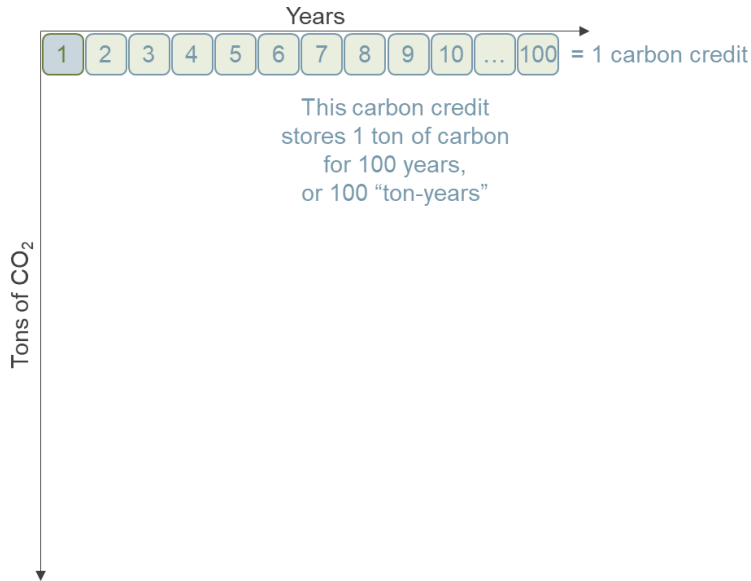 Years
1 2 3 4 5 6 7 8 9 10 … 100 = 1 carbon credit
This carbon credit
stores 1 ton of carbon
for 100 years,
or 100 “ton-years”
Tons of CO₂